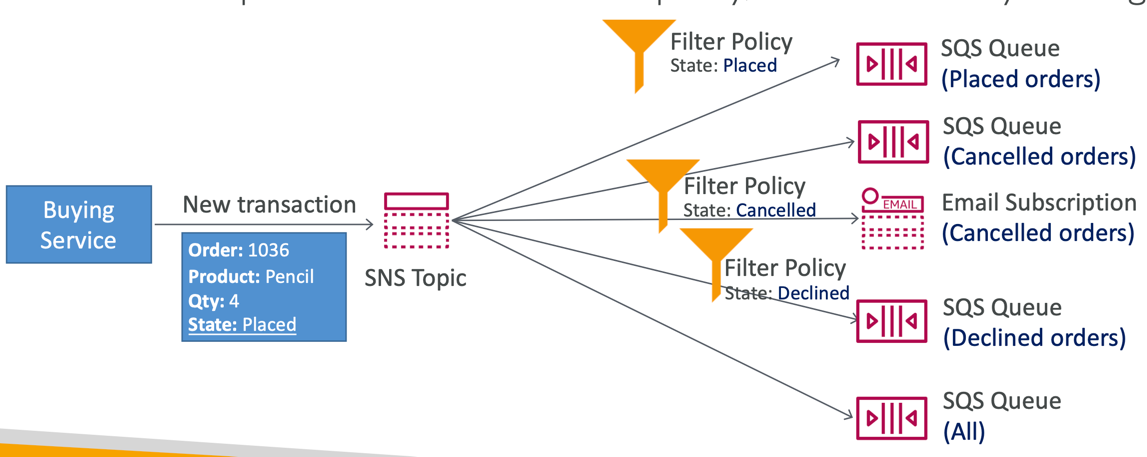 Filter Policy
State: Placed
SQS Queue
(Placed orders)
SQS Queue
(Cancelled orders)
Buying
Service
New transaction
Order: 1036
Product: Pencil
Qty: 4
State: Placed
SNS Topic
Filter Policy
State: Cancelled
EMAIL
Email Subscription
(Cancelled orders)
Filter Policy
State: Declined
SQS Queue
(Declined orders)
SQS Queue
(All)